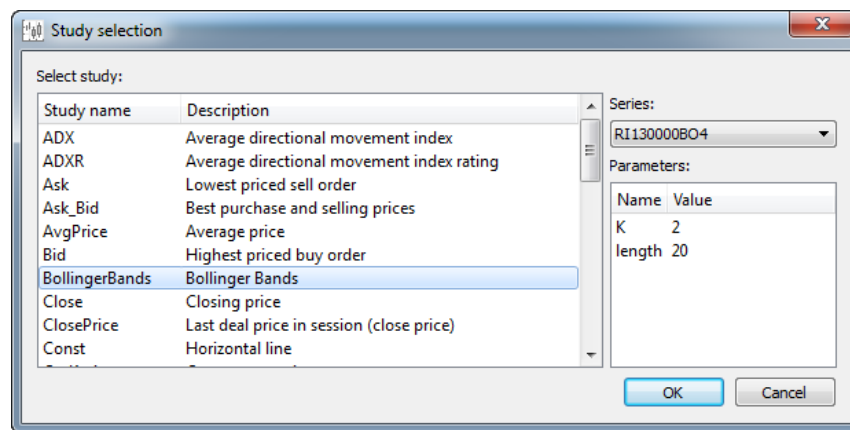 Study selection
Select study:
Study name Description
ADX Average directional movement index
ADXR Average directional movement index rating
Ask Lowest priced sell order
Ask_Bid Best purchase and selling prices
AvgPrice Average price
Bid Highest priced buy order
BollingerBands Bollinger Bands
Close Closing price
ClosePrice Last deal price in session (close price)
Const Horizontal line
Series:
RI130000BO4
Parameters:
Name Value
K 2
length 20
OK Cancel